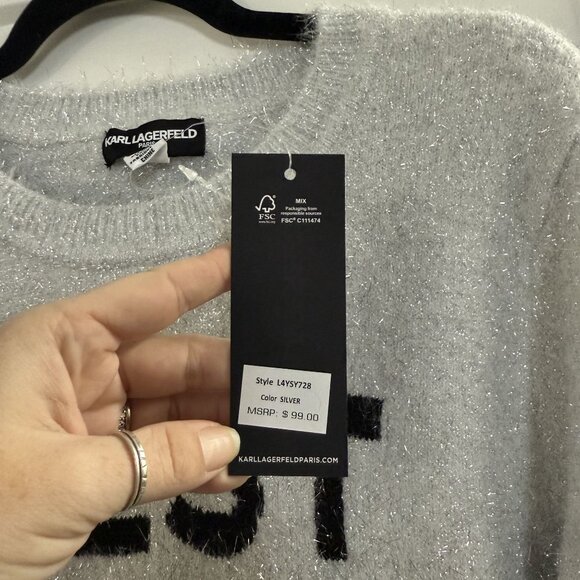 KARL LAGERFELD
PARIS
MIX
Packaging from
responsible sources
FSC® C111474
FSC
Style L4YSY728
Color SILVER
MSRP: $ 99.00
KARLLAGERFELDPARIS.COM